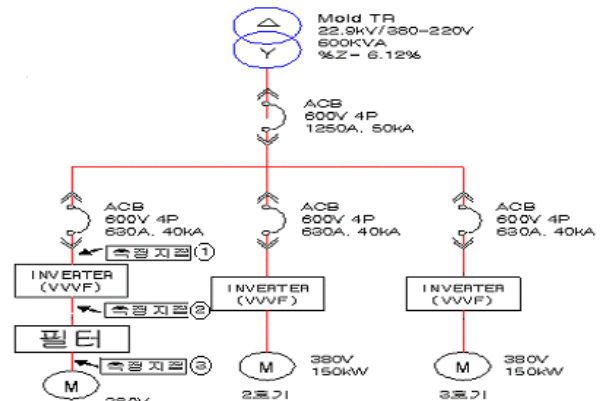 Mold TR
22.9kV/380-220V
600KVA
%Z- 6.12%
ACB
600V 4P
1250A. 50kA
ACB
600V 4P
630A. 40kA
ACB
600V 4P
630A. 40kA
ACB
600V 4P
630A. 40kA
측정지점 ①
INVERTER
(VVVF)
INVERTER
(VVVF)
INVERTER
(VVVF)
측정지점 ②
필터
측정지점 ③
M
M
380V
150kW
M
380V
150kW
2호기
3호기